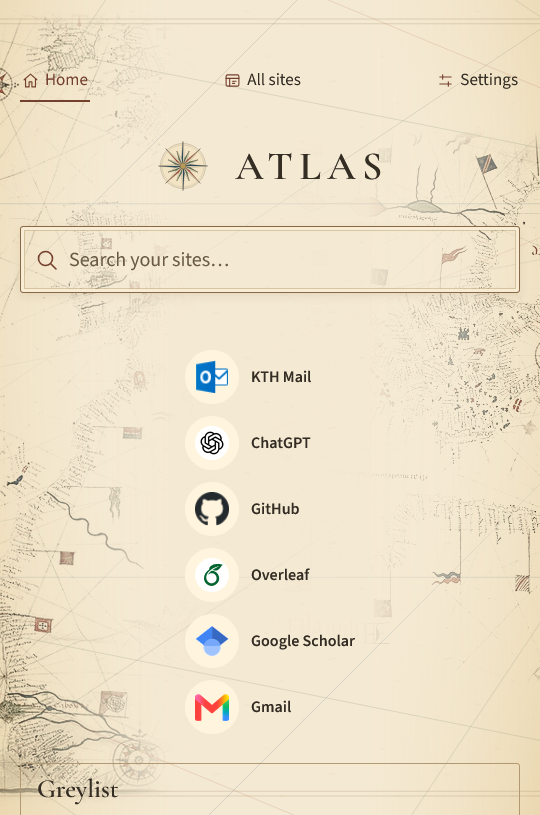 Home
All sites
Settings
ATLAS
Search your sites…
KTH Mail
ChatGPT
GitHub
Overleaf
Google Scholar
Gmail
Greylist